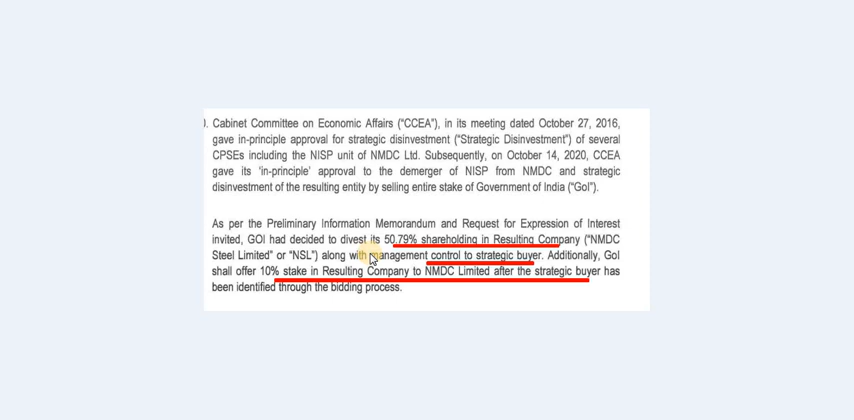 . Cabinet Committee on Economic Affairs (“CCEA”), in its meeting dated October 27, 2016,
gave in-principle approval for strategic disinvestment (“Strategic Disinvestment”) of several
CPSEs including the NISP unit of NMDC Ltd. Subsequently, on October 14, 2020, CCEA
gave its ‘in-principle’ approval to the demerger of NISP from NMDC and strategic
disinvestment of the resulting entity by selling entire stake of Government of India (“GoI”).
As per the Preliminary Information Memorandum and Request for Expression of Interest
invited, GOI had decided to divest its 50.79% shareholding in Resulting Company (“NMDC
Steel Limited” or “NSL”) along with management control to strategic buyer. Additionally, GoI
shall offer 10% stake in Resulting Company to NMDC Limited after the strategic buyer has
been identified through the bidding process.